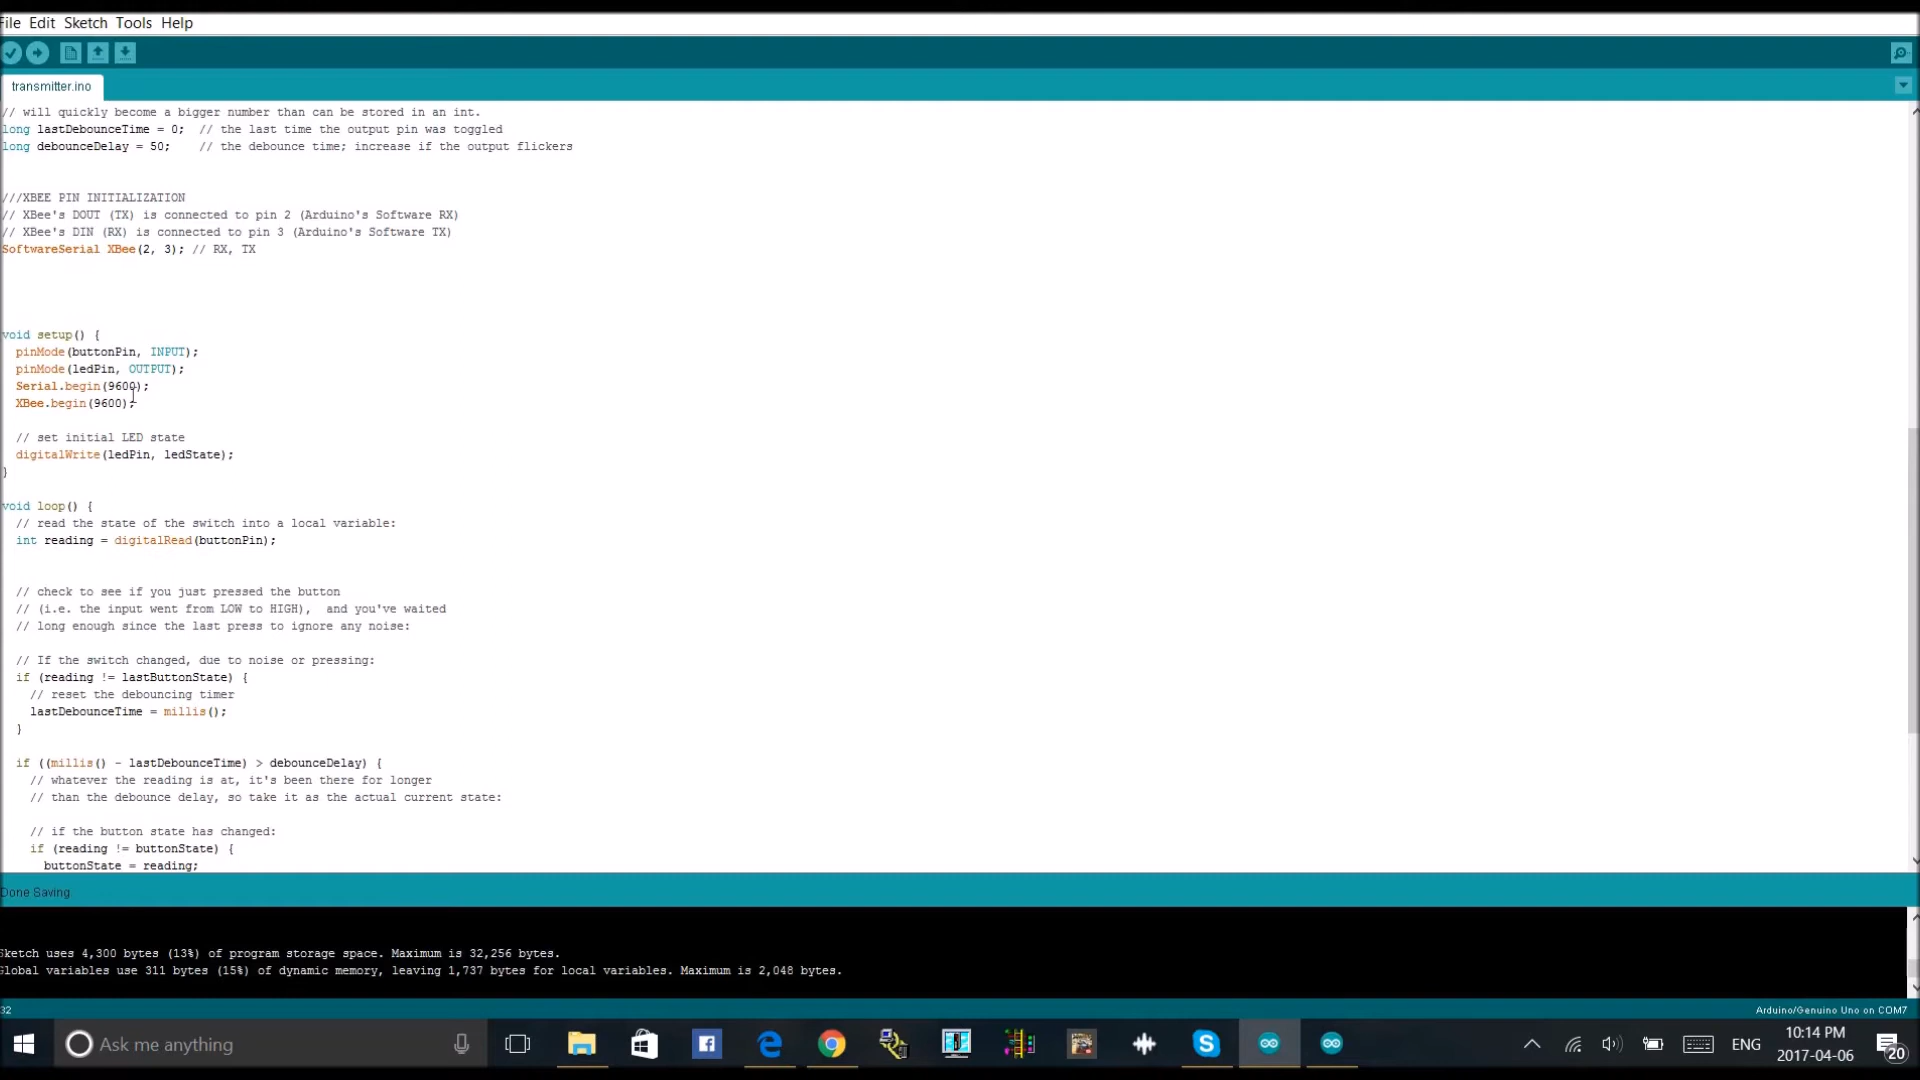 File Edit Sketch Tools Help
transmitter.ino
// will quickly become a bigger number than can be stored in an int.
long lastDebounceTime = 0;  // the last time the output pin was toggled
long debounceDelay = 50;    // the debounce time; increase if the output flickers
///XBEE PIN INITIALIZATION
// XBee's DOUT (TX) is connected to pin 2 (Arduino's Software RX)
// XBee's DIN (RX) is connected to pin 3 (Arduino's Software TX)
SoftwareSerial XBee(2, 3); // RX, TX
void setup() {
  pinMode(buttonPin, INPUT);
  pinMode(ledPin, OUTPUT);
  Serial.begin(9600);
  XBee.begin(9600);
  // set initial LED state
  digitalWrite(ledPin, ledState);
}
void loop() {
  // read the state of the switch into a local variable:
  int reading = digitalRead(buttonPin);
  // check to see if you just pressed the button
  // (i.e. the input went from LOW to HIGH),  and you've waited
  // long enough since the last press to ignore any noise:
  // If the switch changed, due to noise or pressing:
  if (reading != lastButtonState) {
    // reset the debouncing timer
    lastDebounceTime = millis();
  }
  if ((millis() - lastDebounceTime) > debounceDelay) {
    // whatever the reading is at, it's been there for longer
    // than the debounce delay, so take it as the actual current state:
    // if the button state has changed:
    if (reading != buttonState) {
      buttonState = reading;
Done Saving
Sketch uses 4,300 bytes (13%) of program storage space. Maximum is 32,256 bytes.
Global variables use 311 bytes (15%) of dynamic memory, leaving 1,737 bytes for local variables. Maximum is 2,048 bytes.
32
Arduino/Genuino Uno on COM7
Ask me anything
ENG
10:14 PM
2017-04-06
20